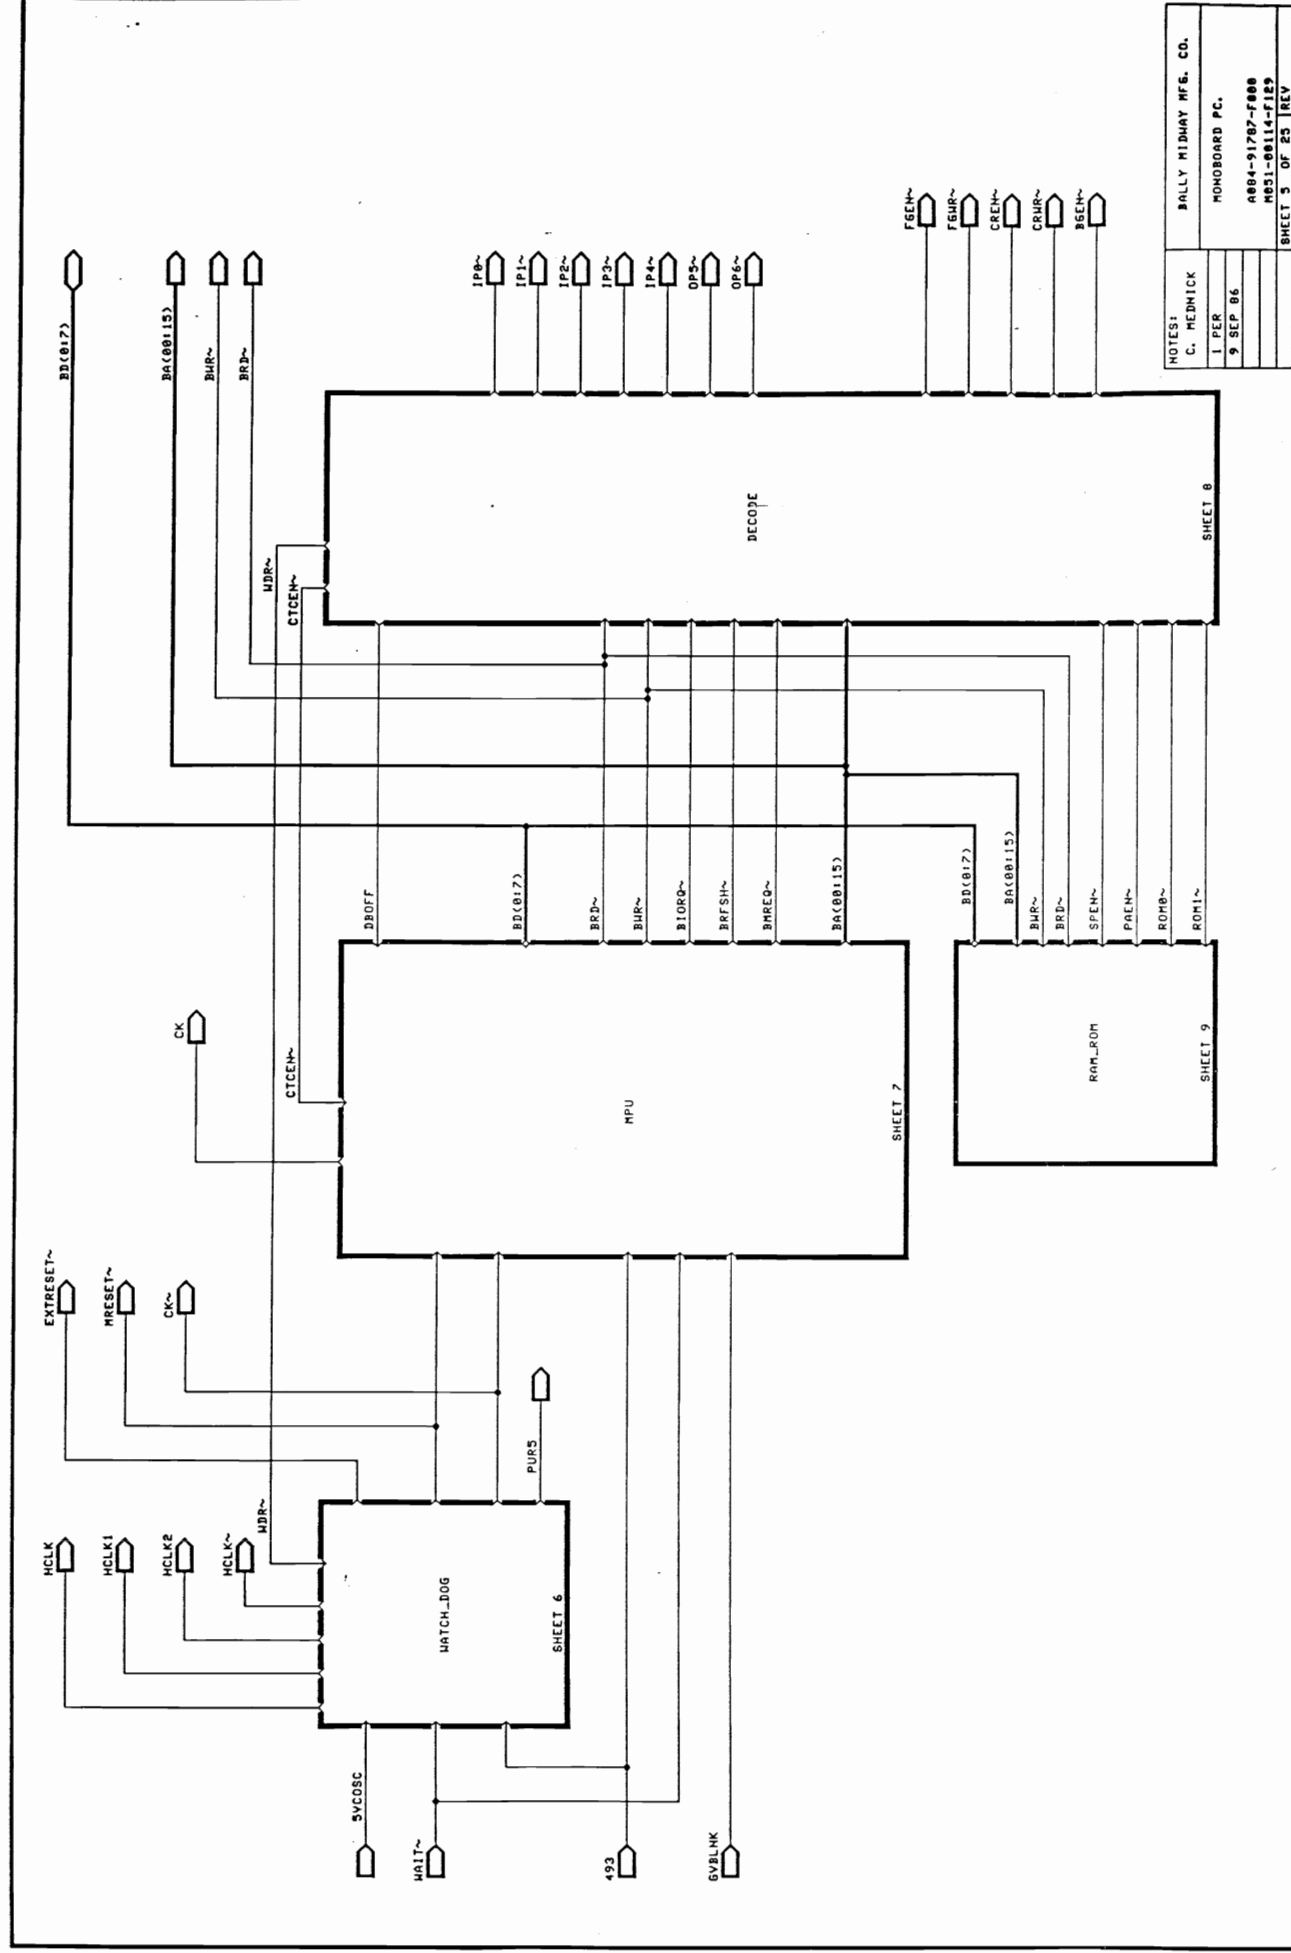 HCLK
HCLK1
HCLK2
HCLK~
WDR~
EXTRESET~
MRESET~
CK~
CK
CTCEN~
WDR~
CTCEN~
BD(0:7)
BA(00:15)
BWR~
BRD~
5VCOSC
WAIT~
493
GVBLNK
WATCH_DOG
SHEET 6
PUR5
MPU
SHEET 7
DBOFF
BD(0:7)
BRD~
BWR~
BIORQ~
BRFSH~
BMREQ~
BA(00:15)
RAM_ROM
SHEET 9
BD(0:7)
BA(00:15)
BWR~
BRD~
SPEN~
PAEN~
ROM0~
ROM1~
DECODE
SHEET 8
IP0~
IP1~
IP2~
IP3~
IP4~
OP5~
OP6~
FGEN~
FGWR~
CREN~
CRWR~
BGEN~
NOTES:
C. MEDNICK
1 PER
9 SEP 86
BALLY MIDWAY MFG. CO.
MONOBOARD PC.
A084-91787-F000
M051-00114-F129
SHEET 5 OF 25 REV